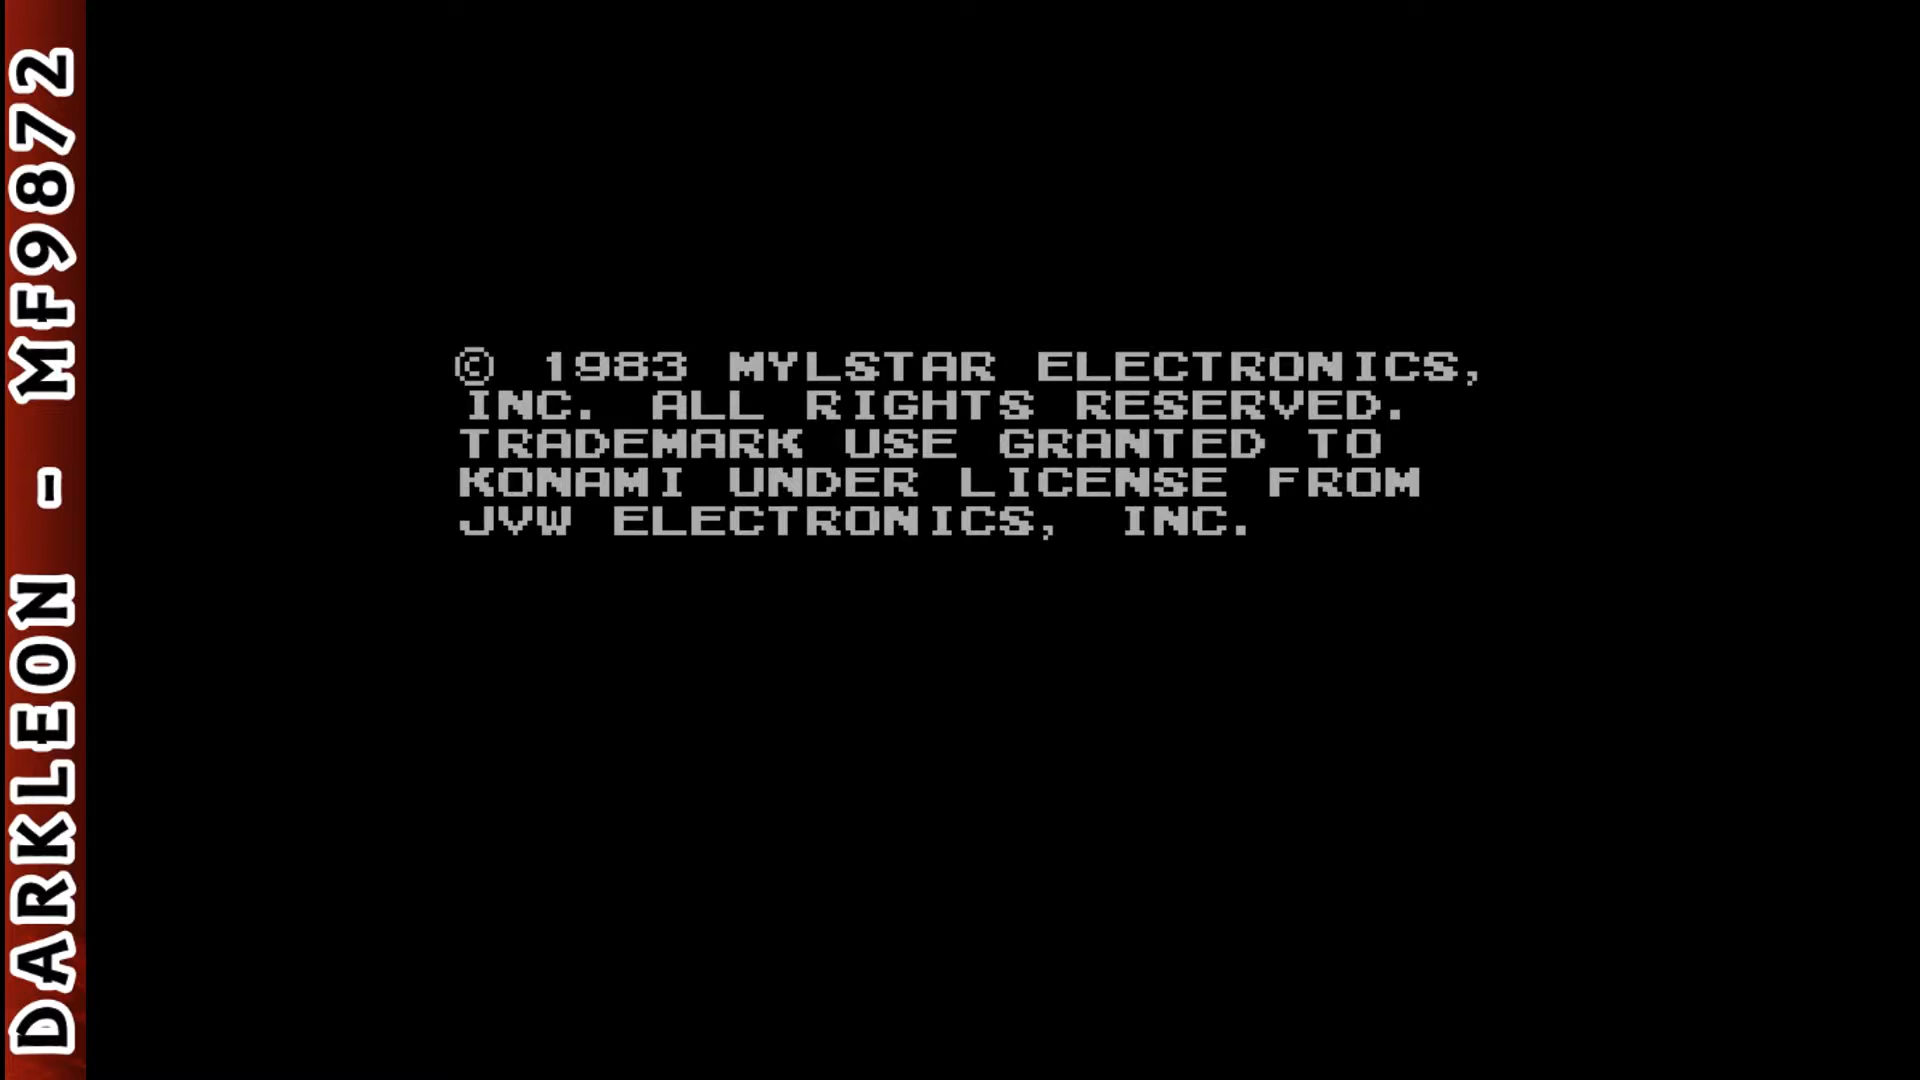 DARKLEON - MF9872
© 1983 MYLSTAR ELECTRONICS,
INC. ALL RIGHTS RESERVED.
TRADEMARK USE GRANTED TO
KONAMI UNDER LICENSE FROM
JVW ELECTRONICS, INC.